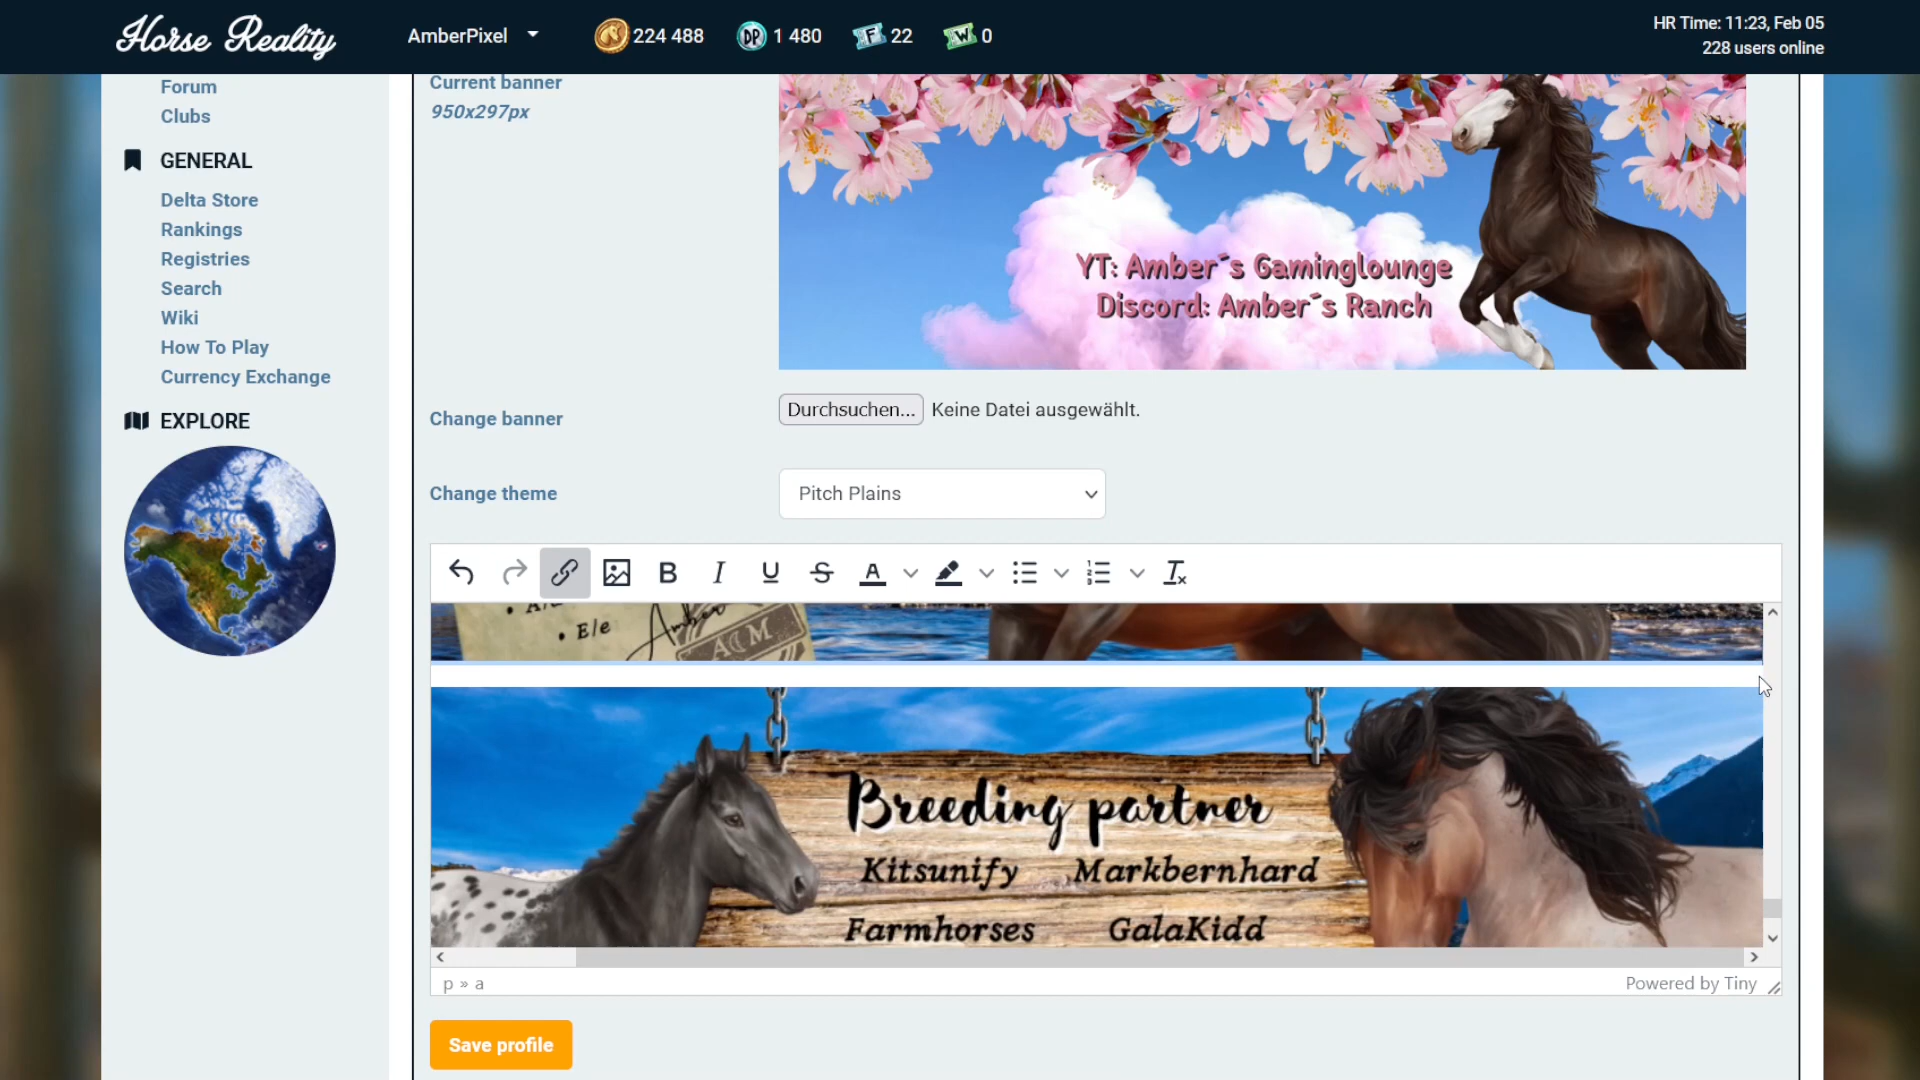 Horse Reality
AmberPixel
224 488
DP
1 480
F
22
W
0
HR Time: 11:23, Feb 05
228 users online
Forum
Clubs
GENERAL
Delta Store
Rankings
Registries
Search
Wiki
How To Play
Currency Exchange
EXPLORE
Current banner
950x297px
YT: Amber´s Gaminglounge
Discord: Amber´s Ranch
Change banner
Durchsuchen... Keine Datei ausgewählt.
Change theme
Pitch Plains
• E/e
Amber
Breeding partner
Kitsunify Markbernhard
Farmhorses GalaKidd
p » a
Powered by Tiny
Save profile